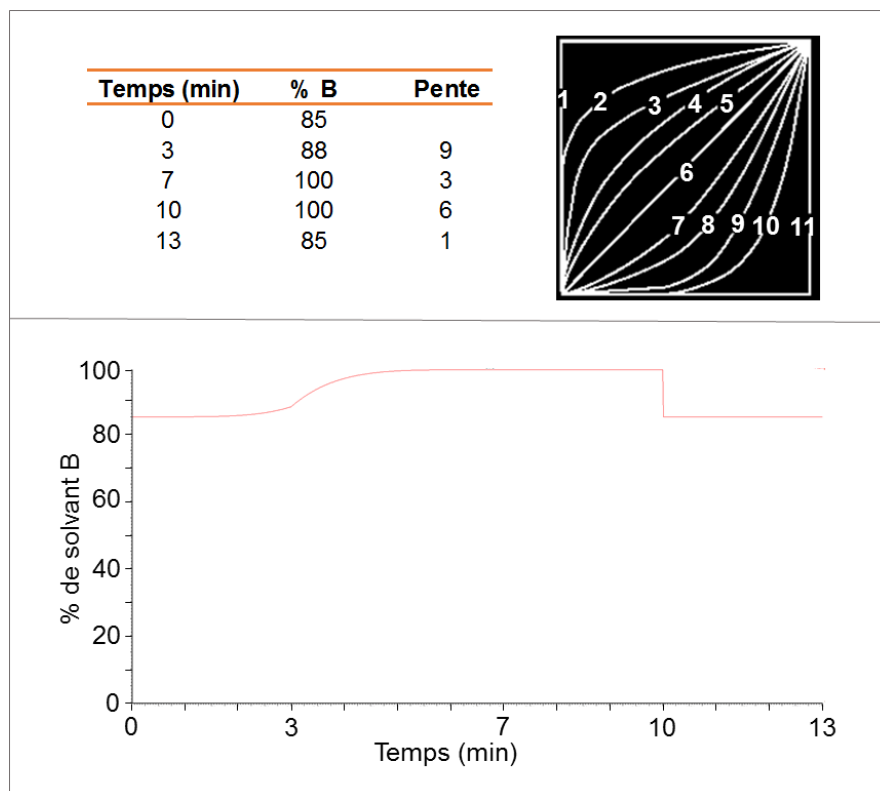 Temps (min) % B Pente
0 85
3 88 9
7 100 3
10 100 6
13 85 1
1 2 3 4 5
6
7 8 9 10 11
100
80
60
40
20
0
% de solvant B
0 3 7 10 13
Temps (min)